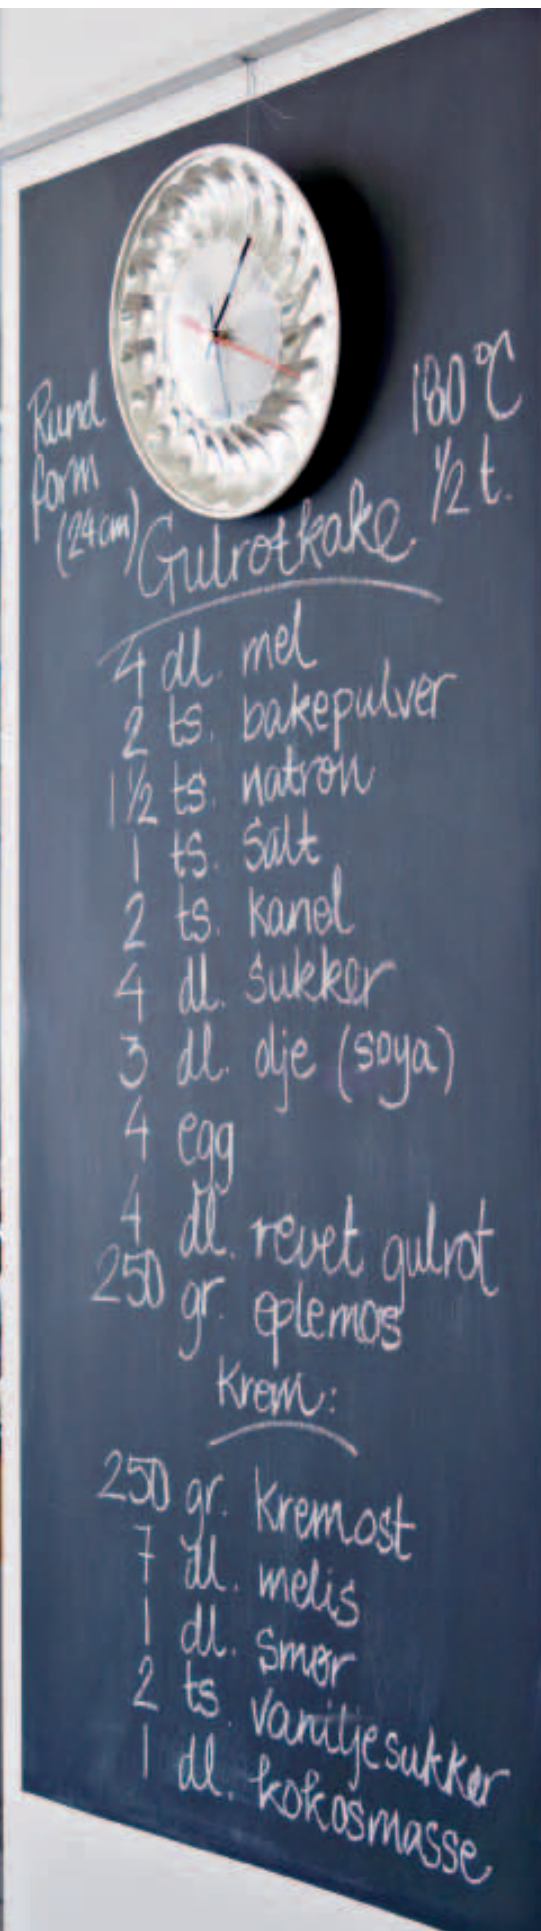 Rund
form
(24cm)
180°C
1/2 t.
Gulrotkake
4 dl. mel
2 ts. bakepulver
1 1/2 ts. natron
1 ts. salt
2 ts. kanel
4 dl. sukker
3 dl. olje (soya)
4 egg
4 dl. revet gulrot
250 gr. eplemos
Krem:
250 gr. kremost
7 dl. melis
1 dl. smør
2 ts. vaniljesukker
1 dl. kokosmasse